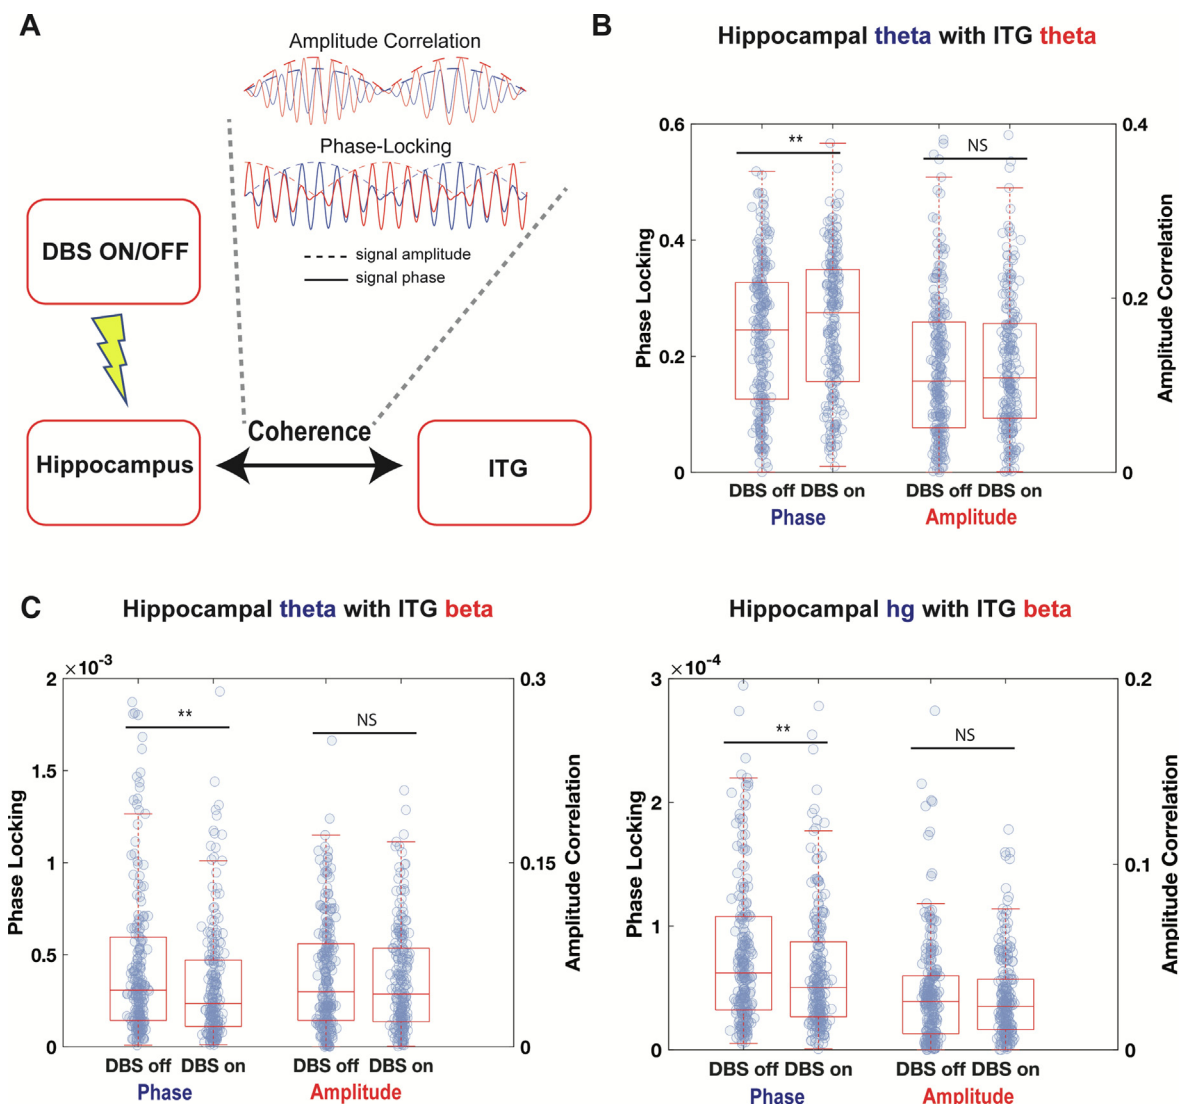 A
Amplitude Correlation
Phase-Locking
signal amplitude
signal phase
DBS ON/OFF
Coherence
Hippocampus
ITG
B
Hippocampal theta with ITG theta
0.6
0.4
0.2
0
Phase Locking
**
NS
0.4
0.2
0
Amplitude Correlation
DBS off DBS on DBS off DBS on
Phase Amplitude
C
Hippocampal theta with ITG beta
×10⁻³
2
1.5
1
0.5
0
Phase Locking
**
NS
0.3
0.15
0
Amplitude Correlation
DBS off DBS on DBS off DBS on
Phase Amplitude
Hippocampal hg with ITG beta
×10⁻⁴
3
2
1
0
Phase Locking
**
NS
0.2
0.1
0
Amplitude Correlation
DBS off DBS on DBS off DBS on
Phase Amplitude